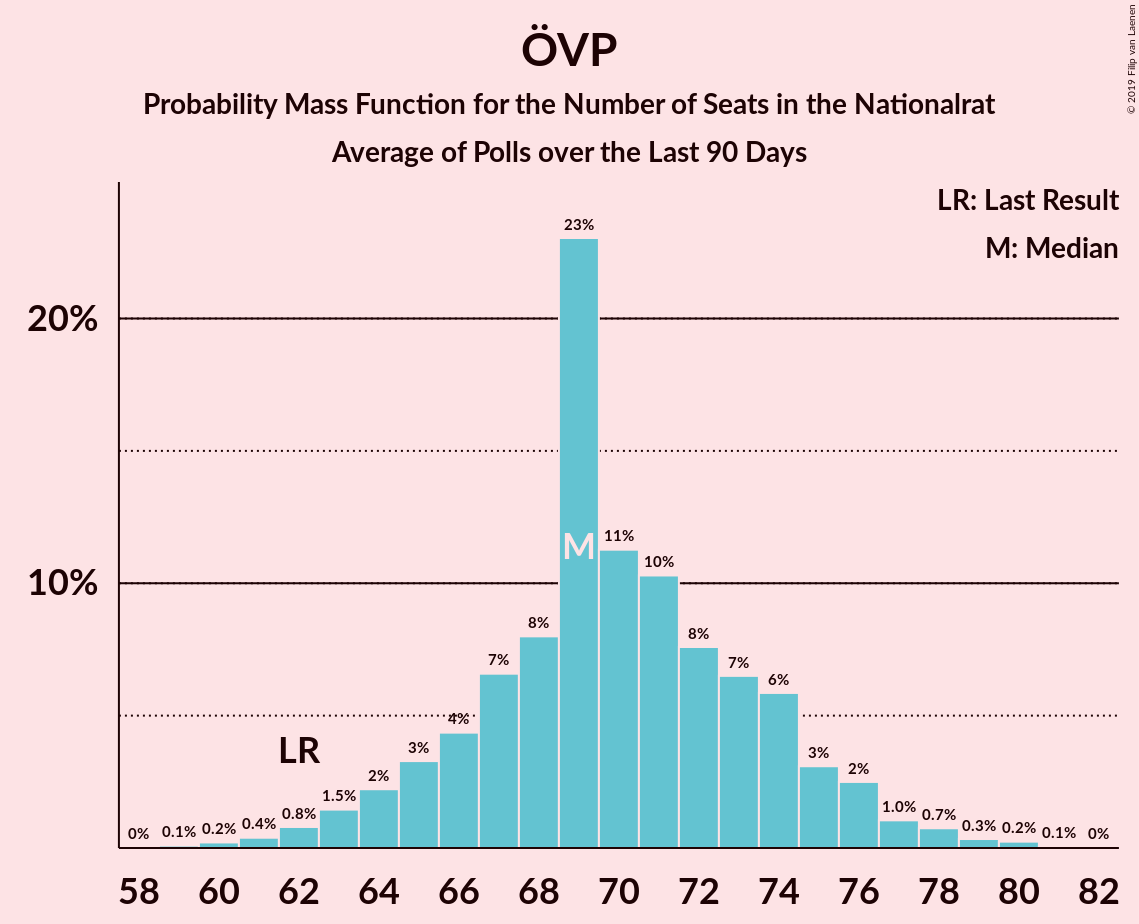 ÖVP
Probability Mass Function for the Number of Seats in the Nationalrat
Average of Polls over the Last 90 Days
© 2019 Filip van Laenen
LR: Last Result
M: Median
23%
20%
M
11%
10%
10%
8%
8%
7%
7%
6%
4%
LR
3%
3%
2%
2%
1.5%
1.0%
0% 0.1% 0.2% 0.4% 0.8% 0.7% 0.3% 0.2% 0.1% 0%
58 60 62 64 66 68 70 72 74 76 78 80 82